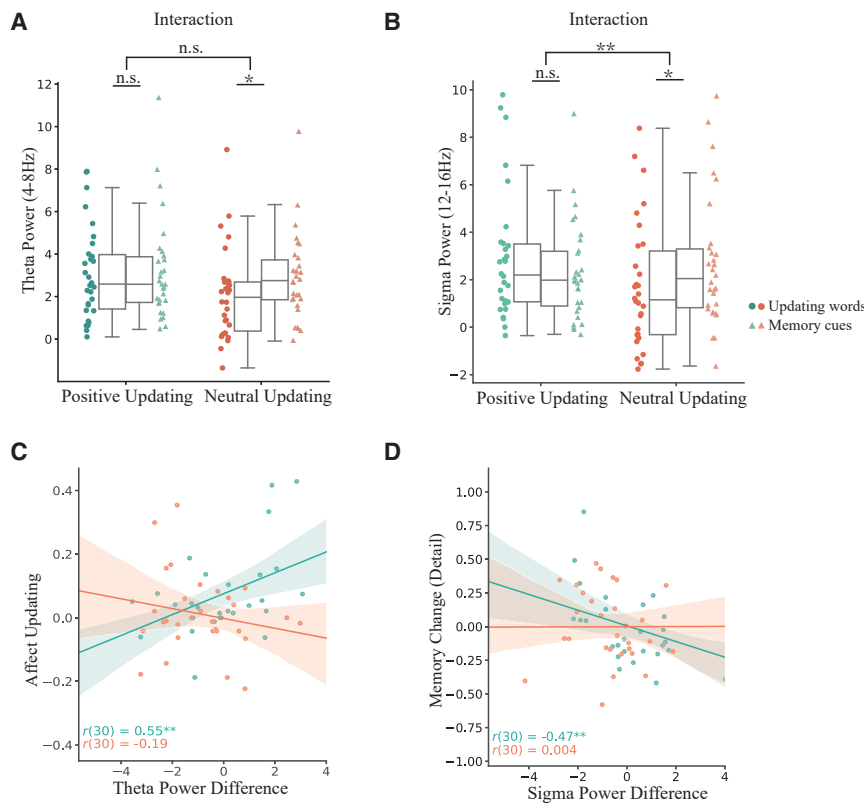 A
Interaction
n.s.
n.s.
*
Theta Power (4-8Hz)
12
10
8
6
4
2
0
Positive Updating
Neutral Updating
B
Interaction
**
n.s.
*
Sigma Power (12-16Hz)
10
8
6
4
2
0
−2
Positive Updating
Neutral Updating
Updating words
Memory cues
C
Affect Updating
0.4
0.2
0.0
−0.2
−0.4
r(30) = 0.55**
r(30) = -0.19
−4
−2
0
2
4
Theta Power Difference
D
Memory Change (Detail)
1.00
0.75
0.50
0.25
0.00
−0.25
−0.50
−0.75
−1.00
r(30) = -0.47**
r(30) = 0.004
−4
−2
0
2
4
Sigma Power Difference